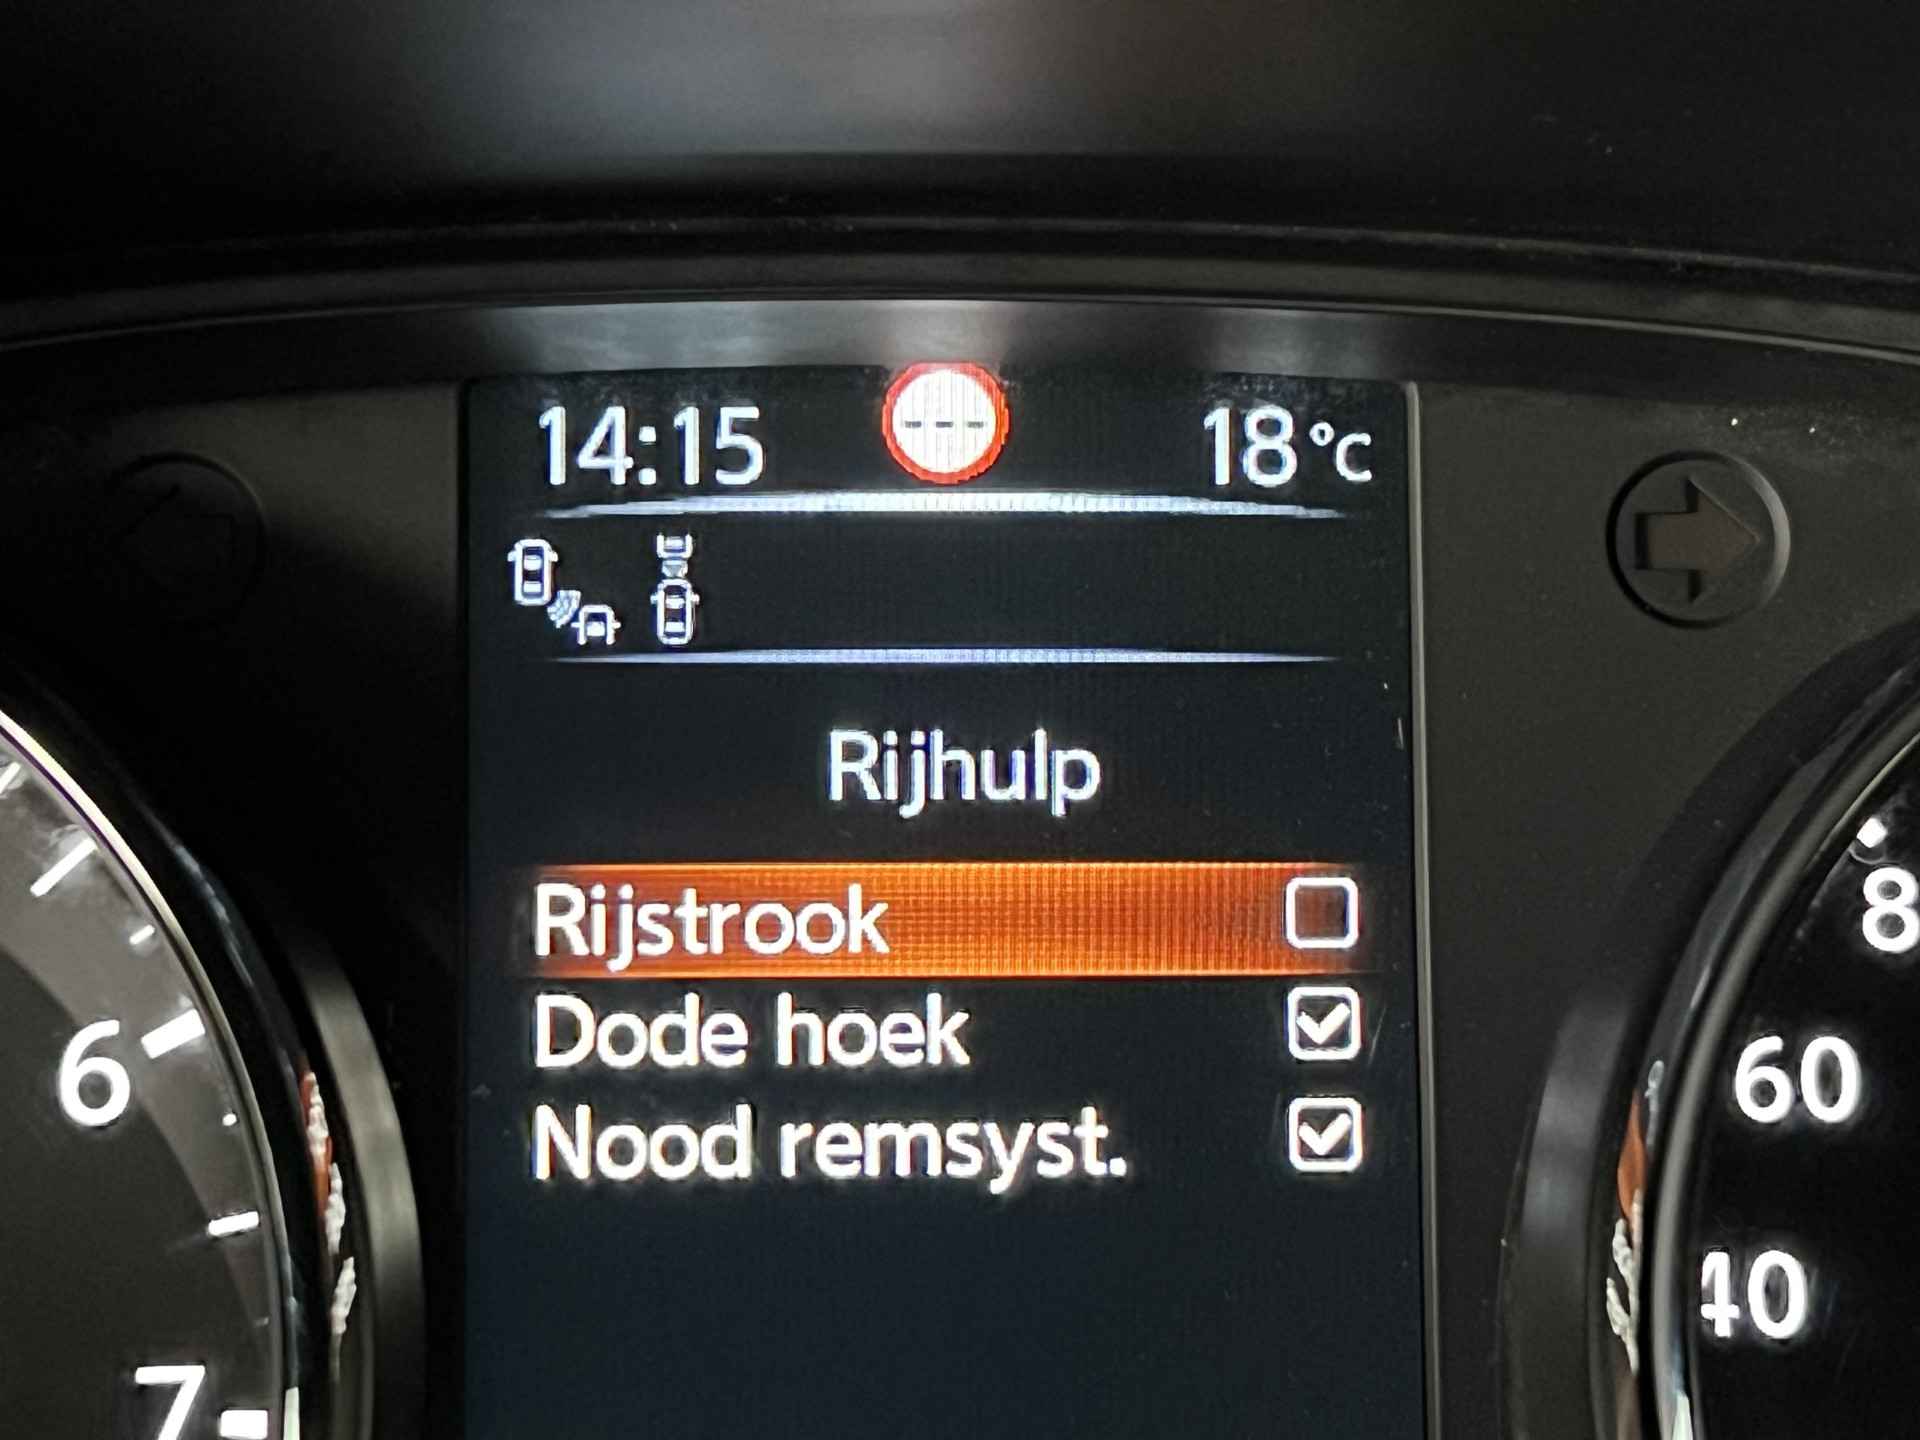 14:15 --- 18 °C
Rijhulp
Rijstrook
Dode hoek
Nood remsyst.
6
7
8
60
40